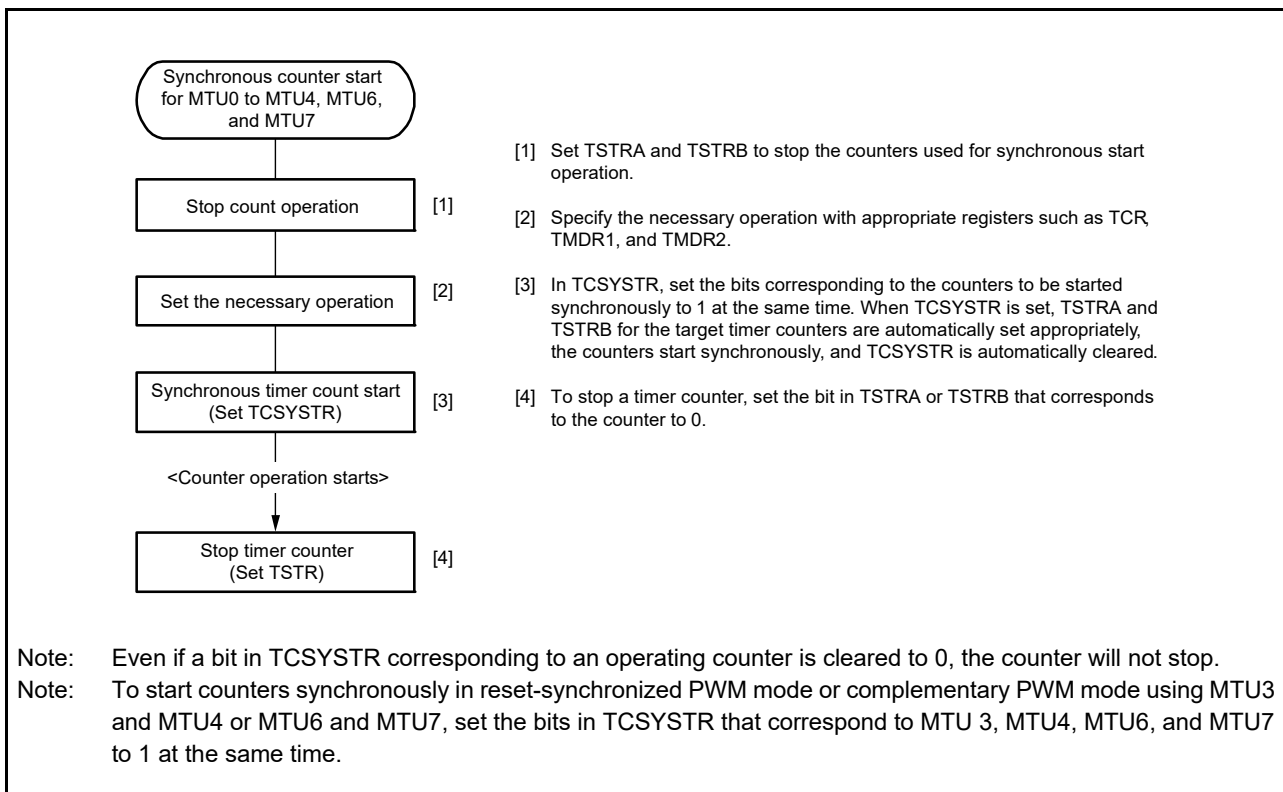 Synchronous counter start
for MTU0 to MTU4, MTU6,
and MTU7
Stop count operation
[1]
Set the necessary operation
[2]
Synchronous timer count start
(Set TCSYSTR)
[3]
<Counter operation starts>
Stop timer counter
(Set TSTR)
[4]
[1] Set TSTRA and TSTRB to stop the counters used for synchronous start
operation.
[2] Specify the necessary operation with appropriate registers such as TCR,
TMDR1, and TMDR2.
[3] In TCSYSTR, set the bits corresponding to the counters to be started
synchronously to 1 at the same time. When TCSYSTR is set, TSTRA and
TSTRB for the target timer counters are automatically set appropriately,
the counters start synchronously, and TCSYSTR is automatically cleared.
[4] To stop a timer counter, set the bit in TSTRA or TSTRB that corresponds
to the counter to 0.
Note: Even if a bit in TCSYSTR corresponding to an operating counter is cleared to 0, the counter will not stop.
Note: To start counters synchronously in reset-synchronized PWM mode or complementary PWM mode using MTU3
and MTU4 or MTU6 and MTU7, set the bits in TCSYSTR that correspond to MTU 3, MTU4, MTU6, and MTU7
to 1 at the same time.